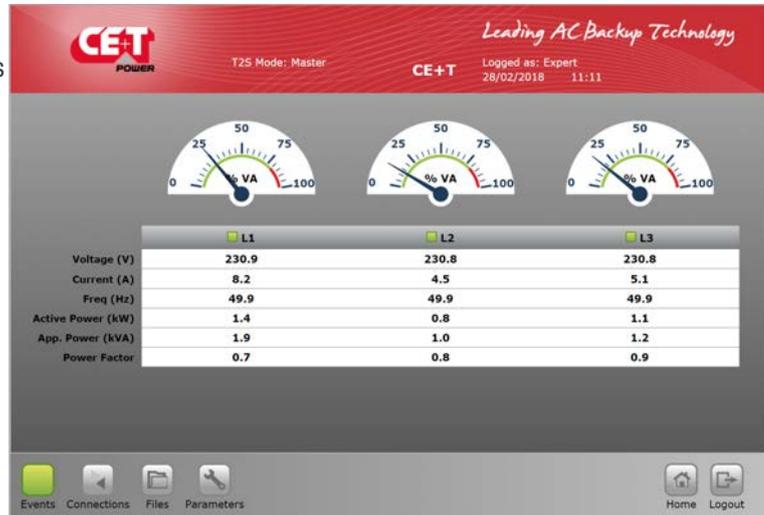 s
CE+T
POWER
Leading AC Backup Technology
T2S Mode: Master
CE+T
Logged as: Expert
28/02/2018 11:11
0 25 50 75 100
% VA
0 25 50 75 100
% VA
0 25 50 75 100
% VA
L1 L2 L3
Voltage (V) 230.9 230.8 230.8
Current (A) 8.2 4.5 5.1
Freq (Hz) 49.9 49.9 49.9
Active Power (kW) 1.4 0.8 1.1
App. Power (kVA) 1.9 1.0 1.2
Power Factor 0.7 0.8 0.9
Events Connections Files Parameters Home Logout